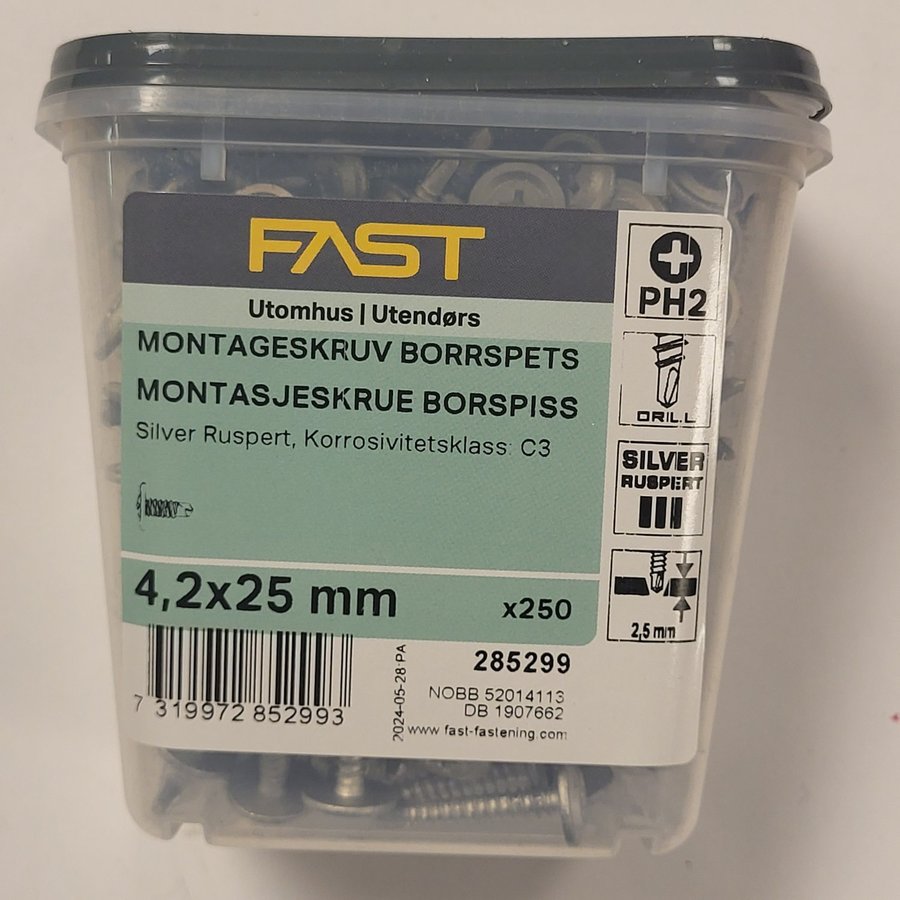 FAST
Utomhus | Utendørs
MONTAGESKRUV BORRSPETS
MONTASJESKRUE BORSPISS
Silver Ruspert, Korrosivitetsklass: C3
4,2x25 mm
x250
PH2
DRILL
SILVER
RUSPERT
2,5 mm
7 319972 852993
2024-05-28 PA
285299
NOBB 52014113
DB 1907662
www.fast-fastening.com